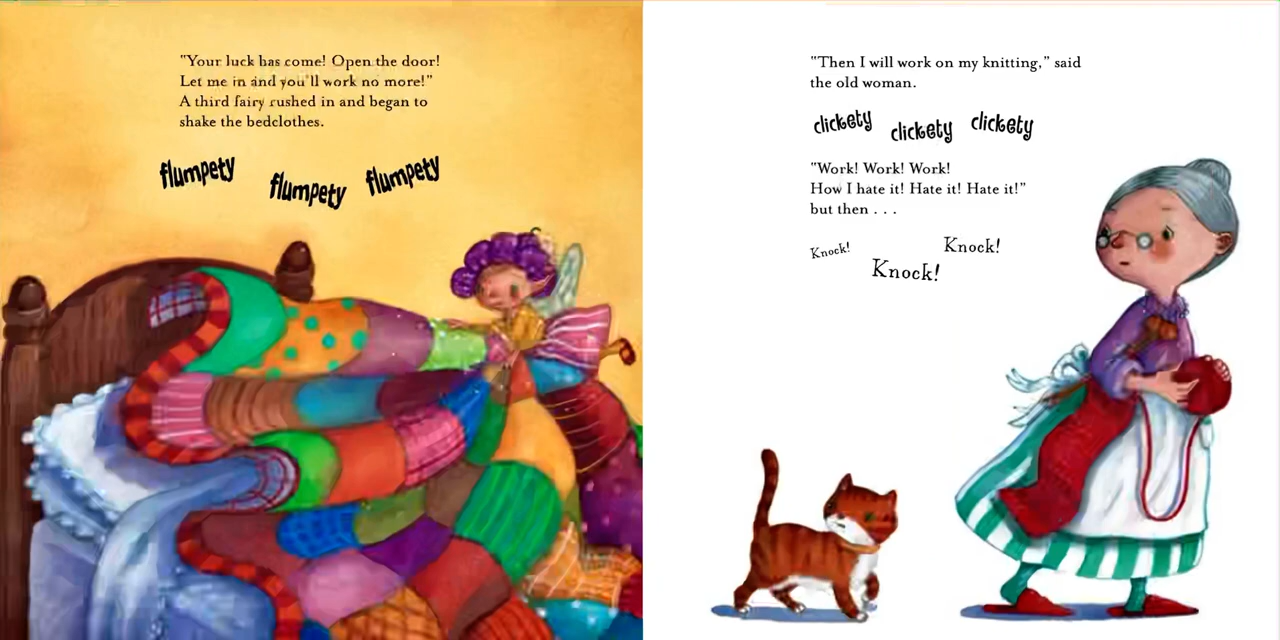 "Your luck has come! Open the door!
Let me in and you'll work no more!"
A third fairy rushed in and began to
shake the bedclothes.
flumpety flumpety flumpety
"Then I will work on my knitting," said
the old woman.
clickety clickety clickety
"Work! Work! Work!
How I hate it! Hate it! Hate it!"
but then . . .
Knock! Knock! Knock!